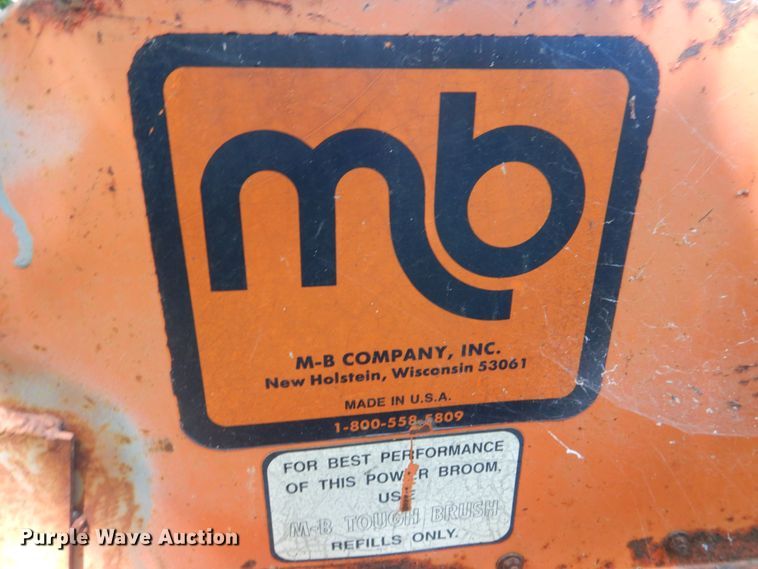 mb
M-B COMPANY, INC.
New Holstein, Wisconsin 53061
MADE IN U.S.A.
1-800-558-5809
FOR BEST PERFORMANCE
OF THIS POWER BROOM,
USE
M-B TOUGH BRUSH
REFILLS ONLY.
Purple Wave Auction